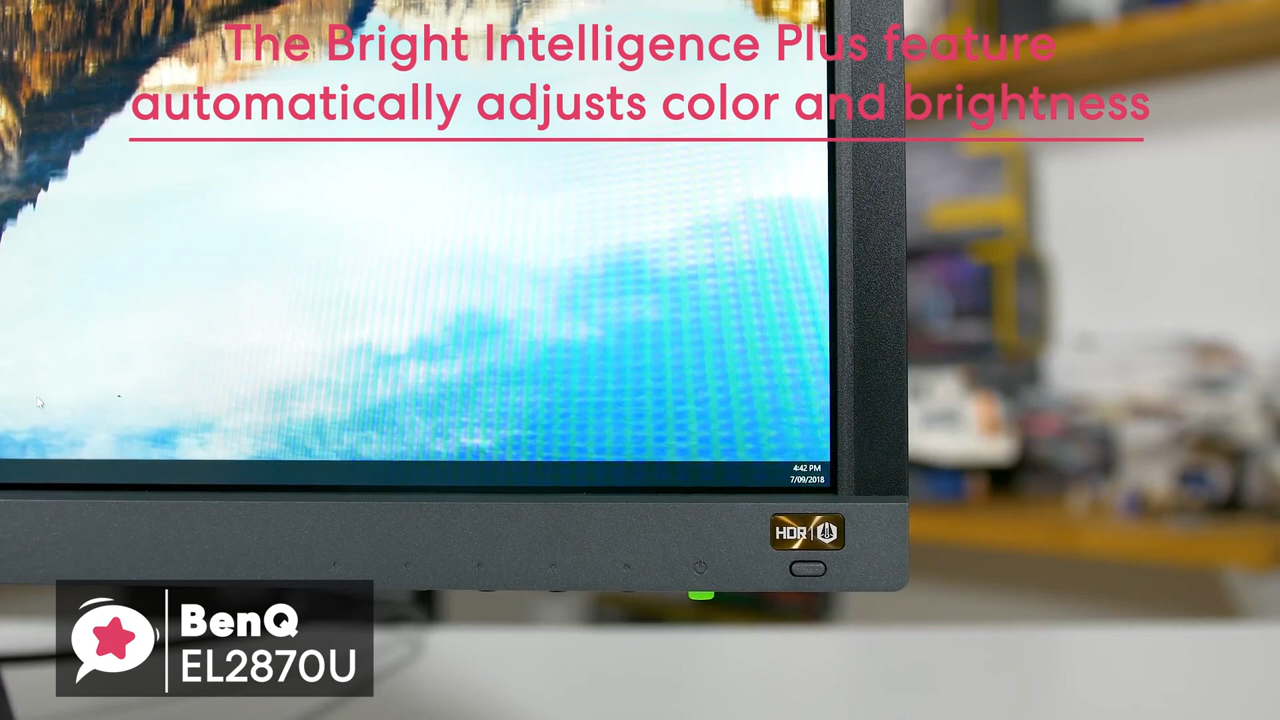 The Bright Intelligence Plus feature
automatically adjusts color and brightness
4:42 PM
7/09/2018
HDR
BenQ
EL2870U